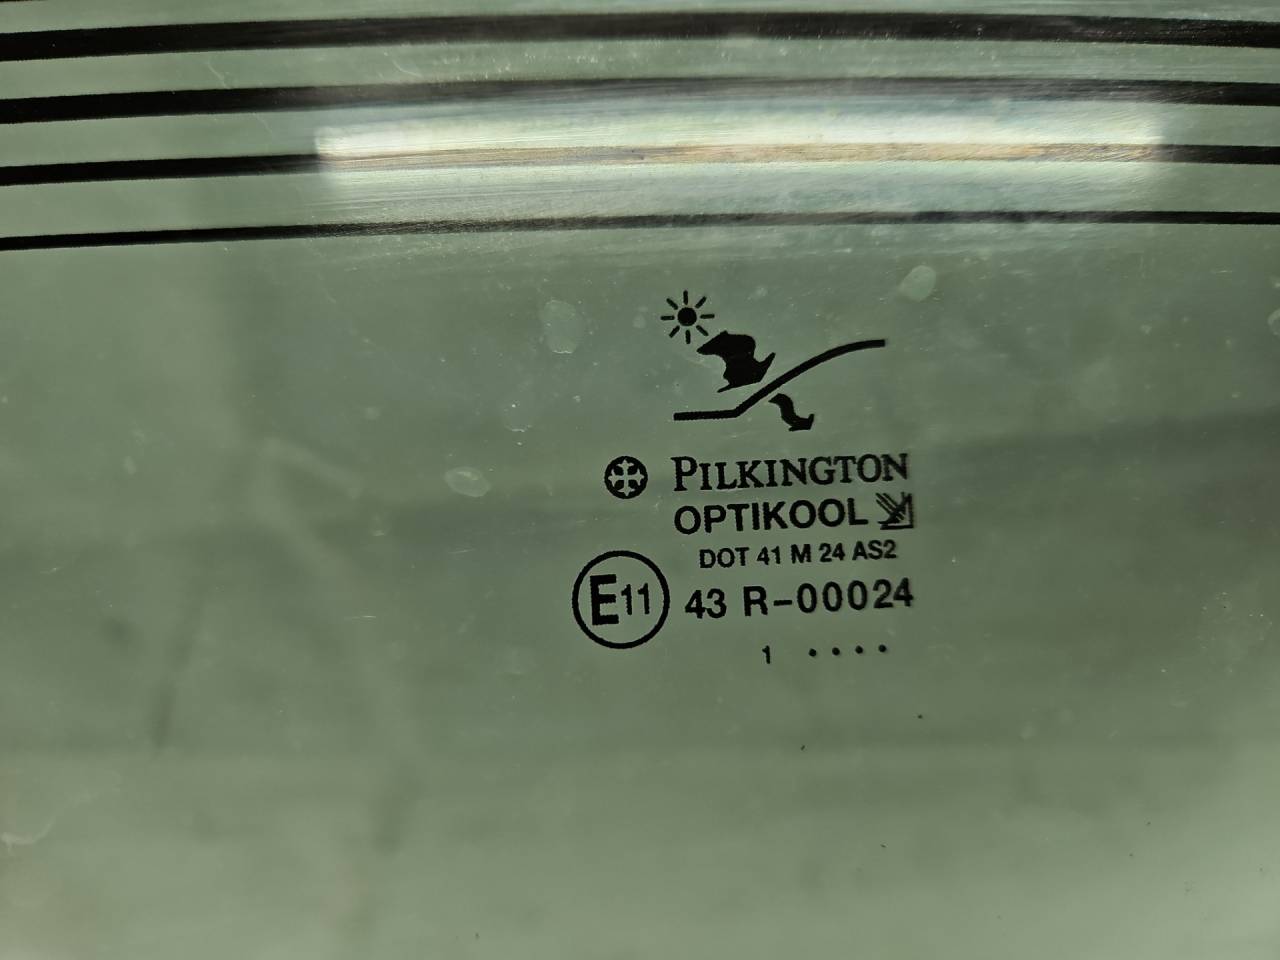 PILKINGTON
OPTIKOOL
DOT 41 M 24 AS2
E11 43 R-00024
1 ····